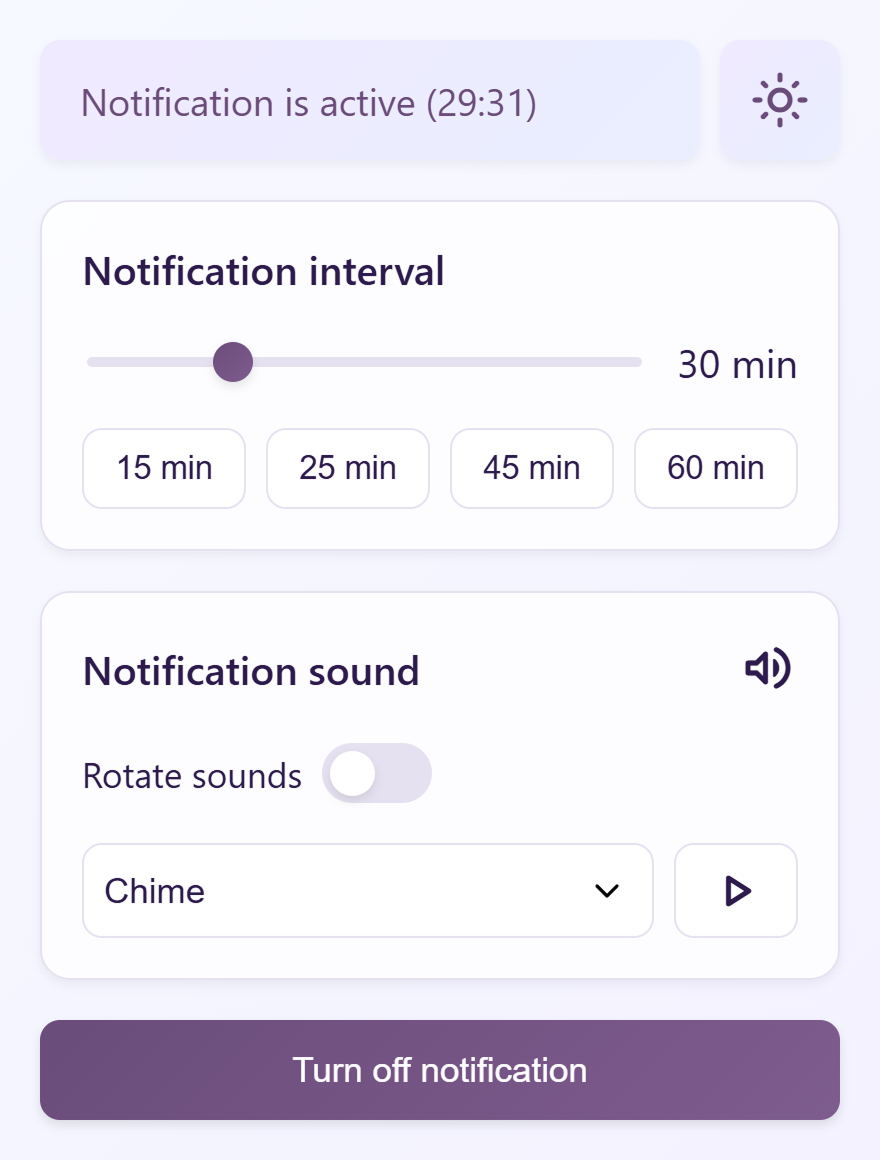 Notification is active (29:31)
Notification interval
30 min
15 min 25 min 45 min 60 min
Notification sound
Rotate sounds
Chime
Turn off notification